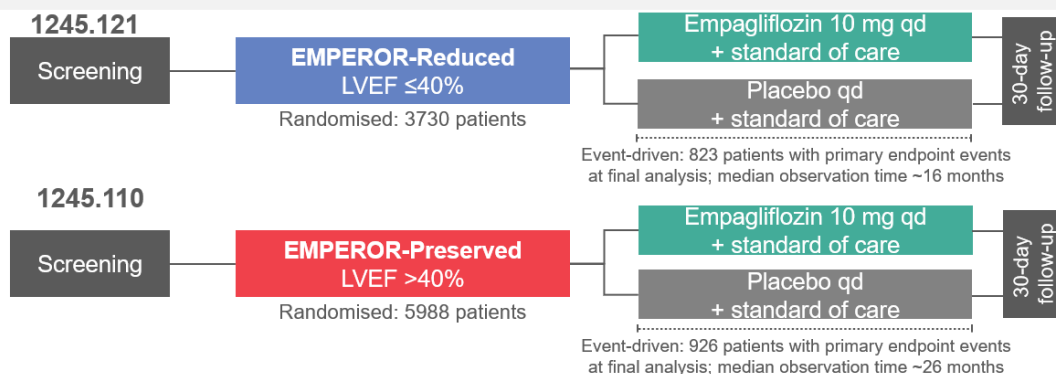 1245.121
Screening
EMPEROR-Reduced
LVEF ≤40%
Randomised: 3730 patients
Empagliflozin 10 mg qd
+ standard of care
Placebo qd
+ standard of care
30-day
follow-up
Event-driven: 823 patients with primary endpoint events
at final analysis; median observation time ~16 months
1245.110
Screening
EMPEROR-Preserved
LVEF >40%
Randomised: 5988 patients
Empagliflozin 10 mg qd
+ standard of care
Placebo qd
+ standard of care
30-day
follow-up
Event-driven: 926 patients with primary endpoint events
at final analysis; median observation time ~26 months